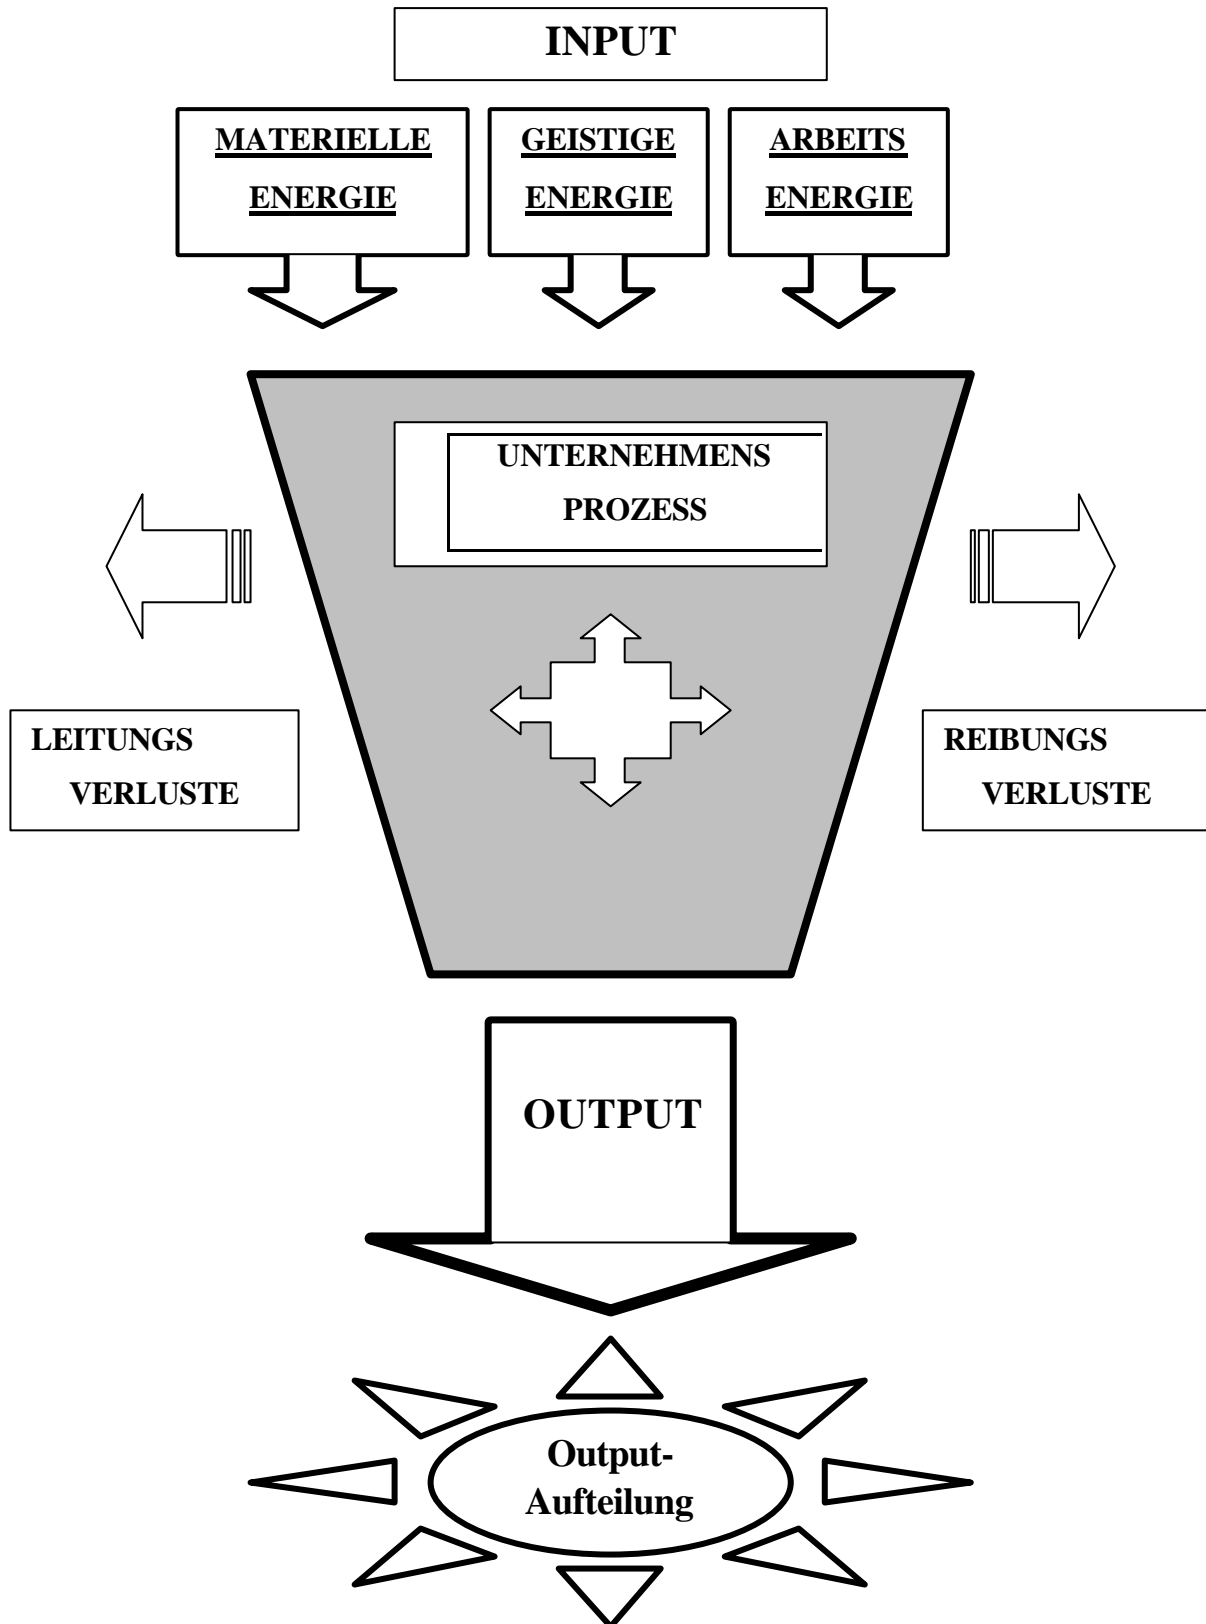 INPUT
MATERIELLE
ENERGIE
GEISTIGE
ENERGIE
ARBEITS
ENERGIE
UNTERNEHMENS
PROZESS
LEITUNGS
VERLUSTE
REIBUNGS
VERLUSTE
OUTPUT
Output-
Aufteilung